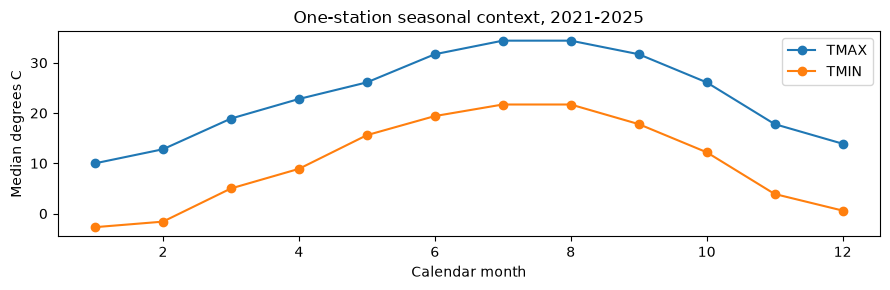 One-station seasonal context, 2021-2025
TMAX
TMIN
Median degrees C
30
20
10
0
2 4 6 8 10 12
Calendar month